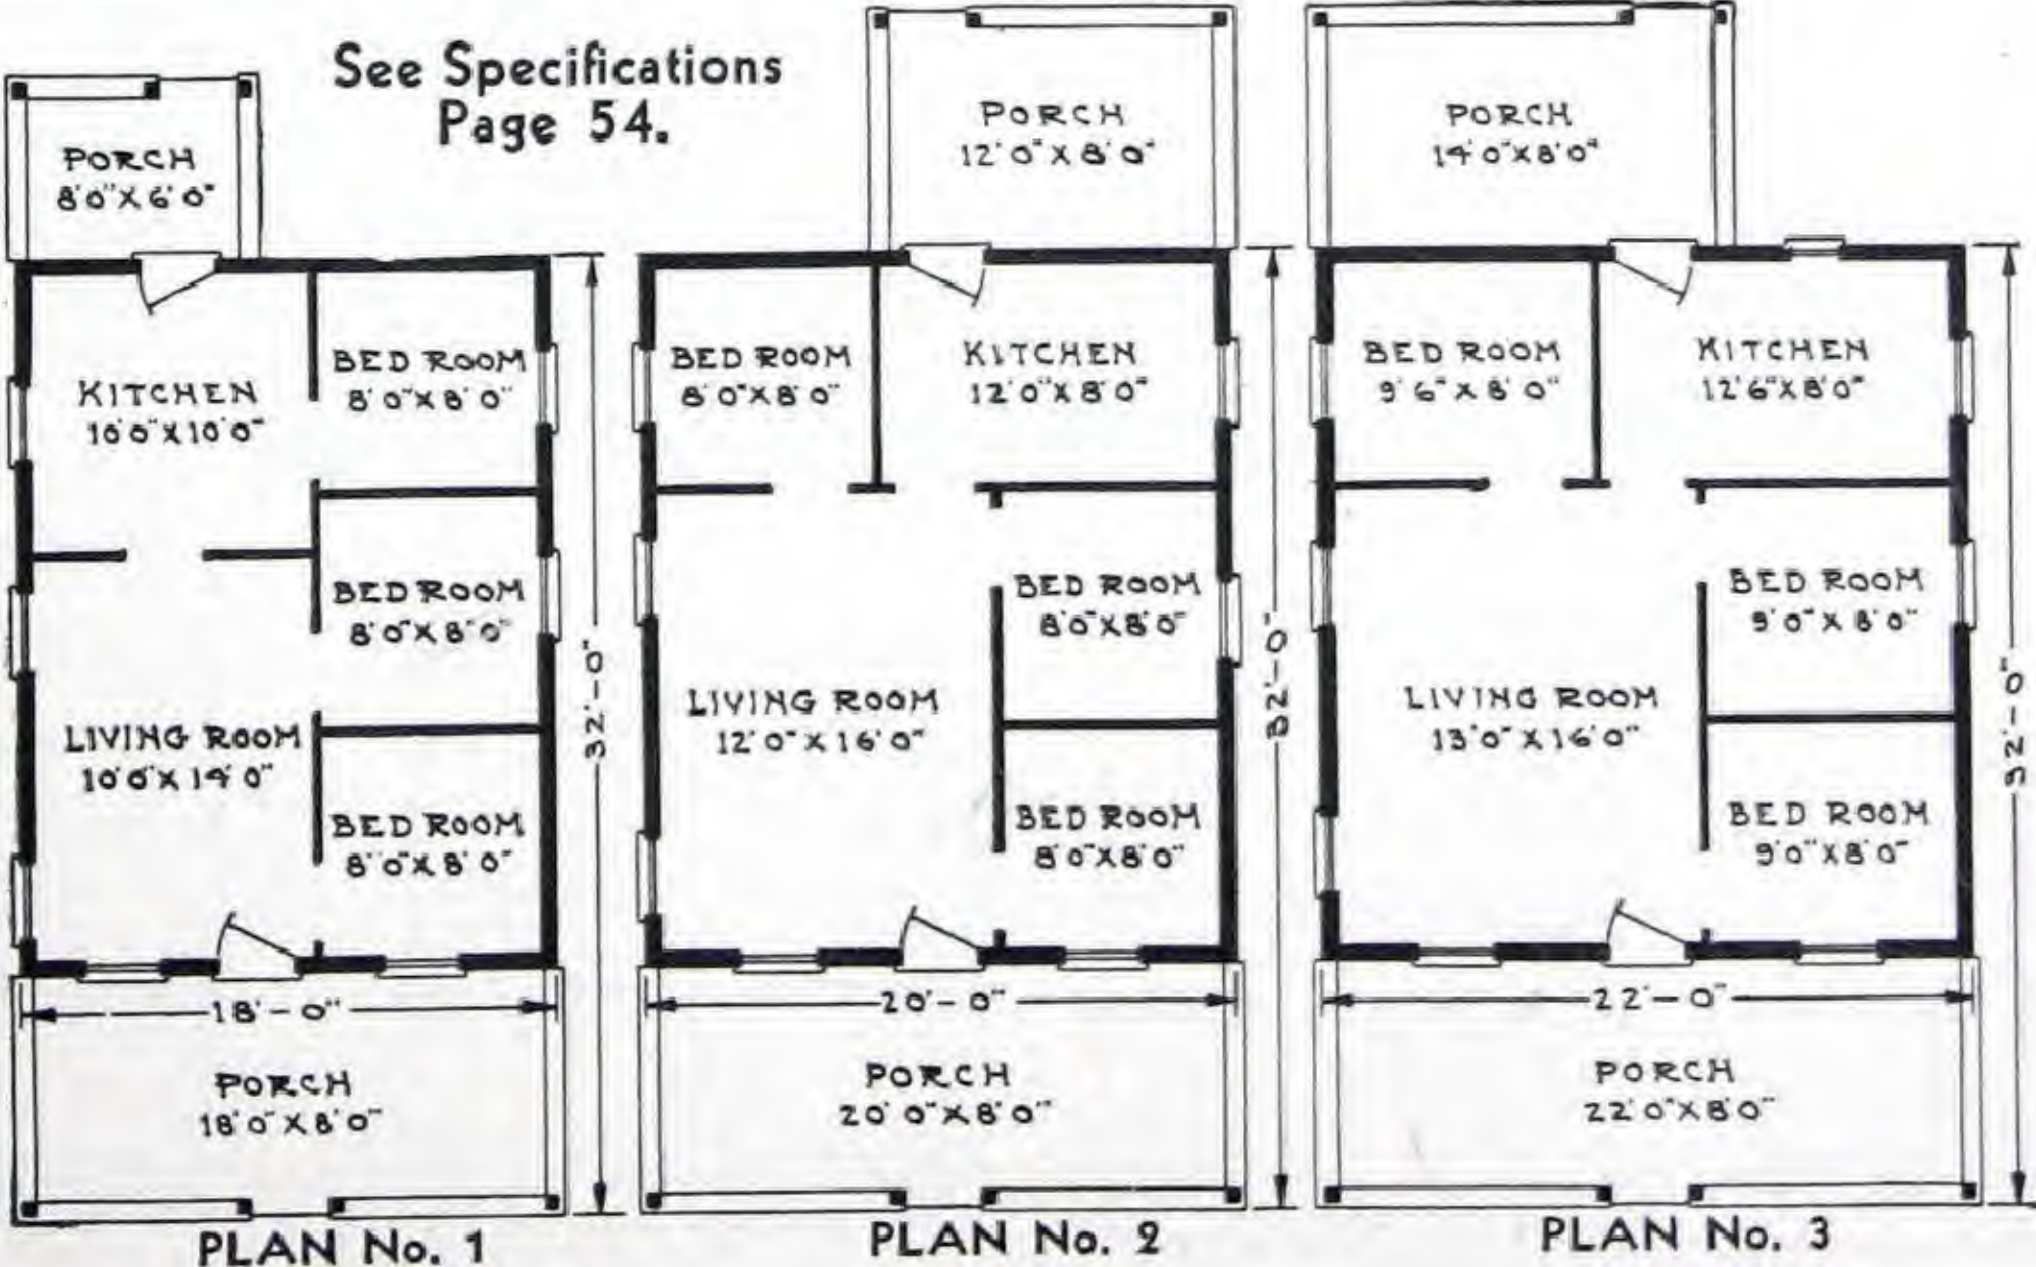 See Specifications
Page 54.
PORCH
8'0"X6'0"
KITCHEN
10'0"X10'0"
BED ROOM
8'0"X8'0"
BED ROOM
8'0"X8'0"
LIVING ROOM
10'0"X14'0"
BED ROOM
8'0"X8'0"
32'-0"
18'-0"
PORCH
18'0"X8'0"
PLAN No. 1
PORCH
12'0"X8'0"
BED ROOM
8'0"X8'0"
KITCHEN
12'0"X8'0"
BED ROOM
8'0"X8'0"
LIVING ROOM
12'0"X16'0"
BED ROOM
8'0"X8'0"
32'-0"
20'-0"
PORCH
20'0"X8'0"
PLAN No. 2
PORCH
14'0"X8'0"
BED ROOM
9'6"X8'0"
KITCHEN
12'6"X8'0"
BED ROOM
9'0"X8'0"
LIVING ROOM
13'0"X16'0"
BED ROOM
9'0"X8'0"
32'-0"
22'-0"
PORCH
22'0"X8'0"
PLAN No. 3